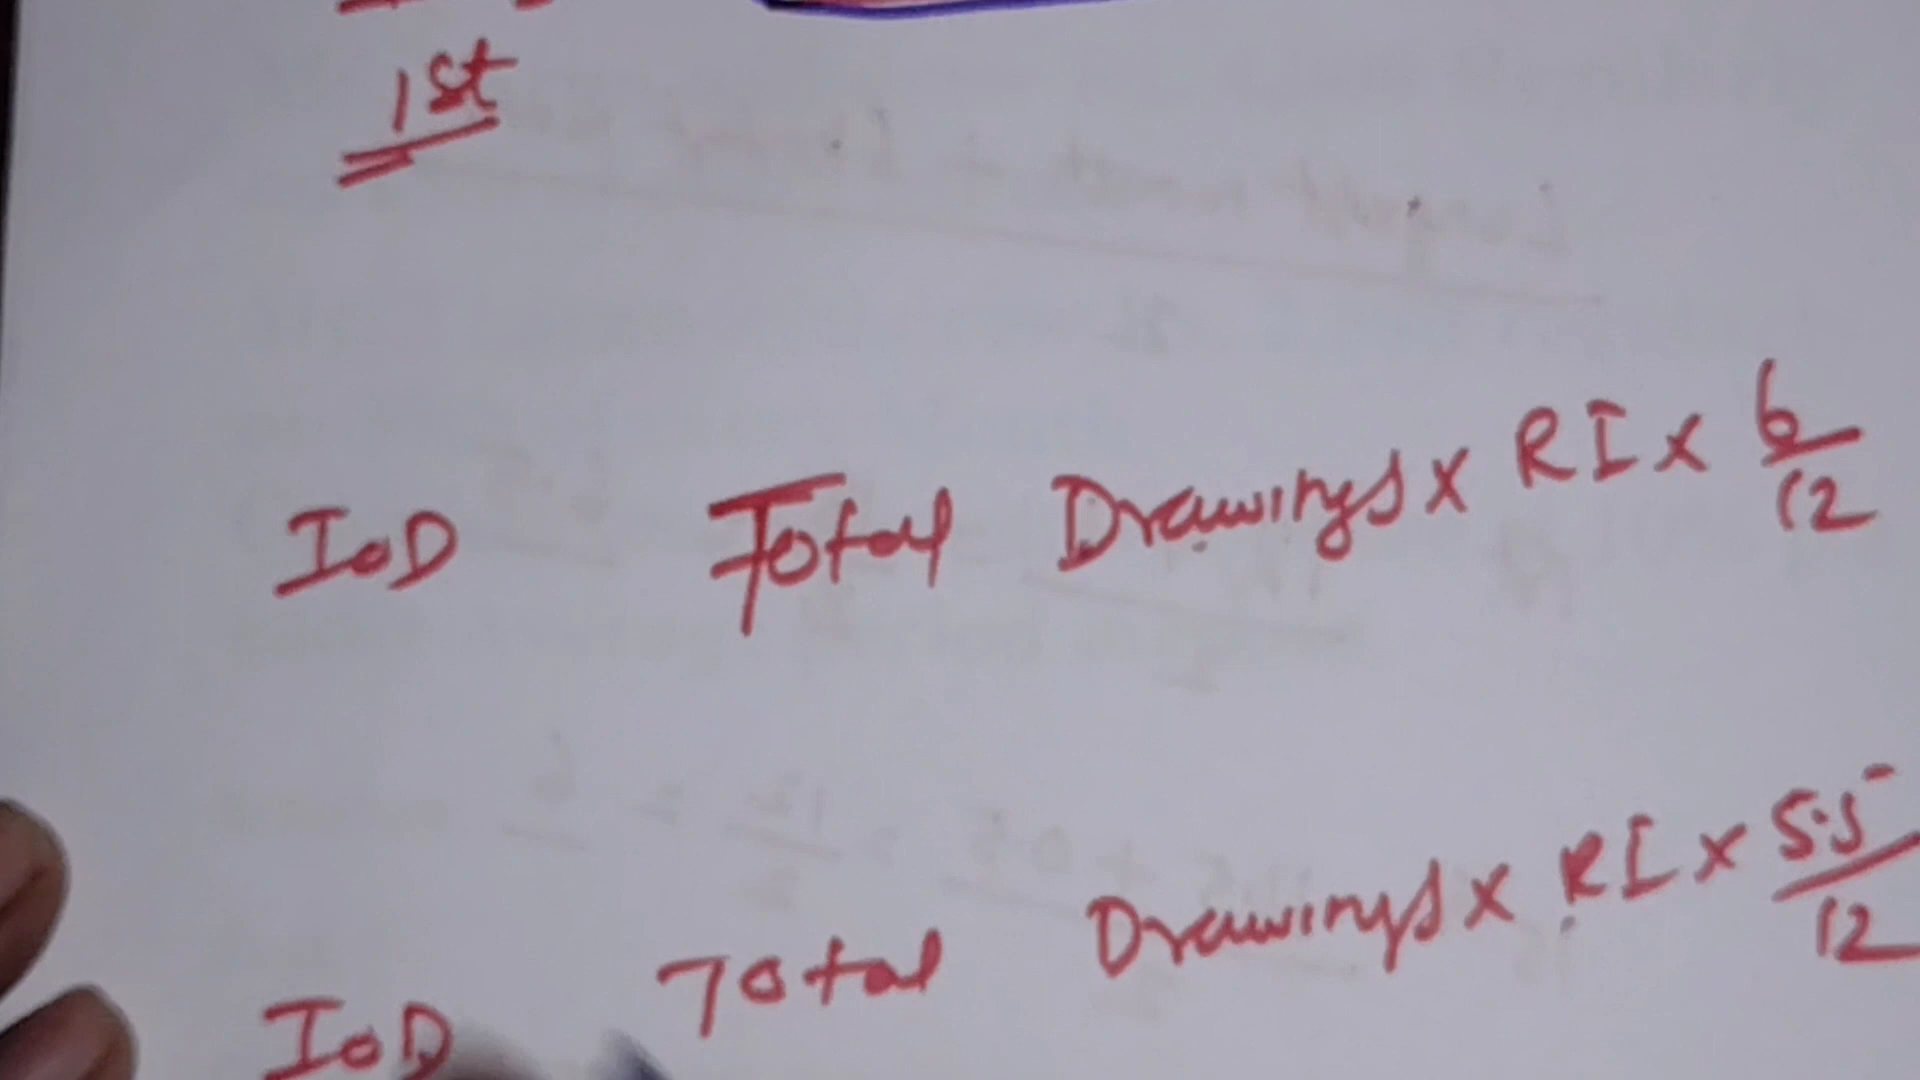 1st
IOD Total Drawings x RI x 6/12
IOD Total Drawings x RI x 5.5/12